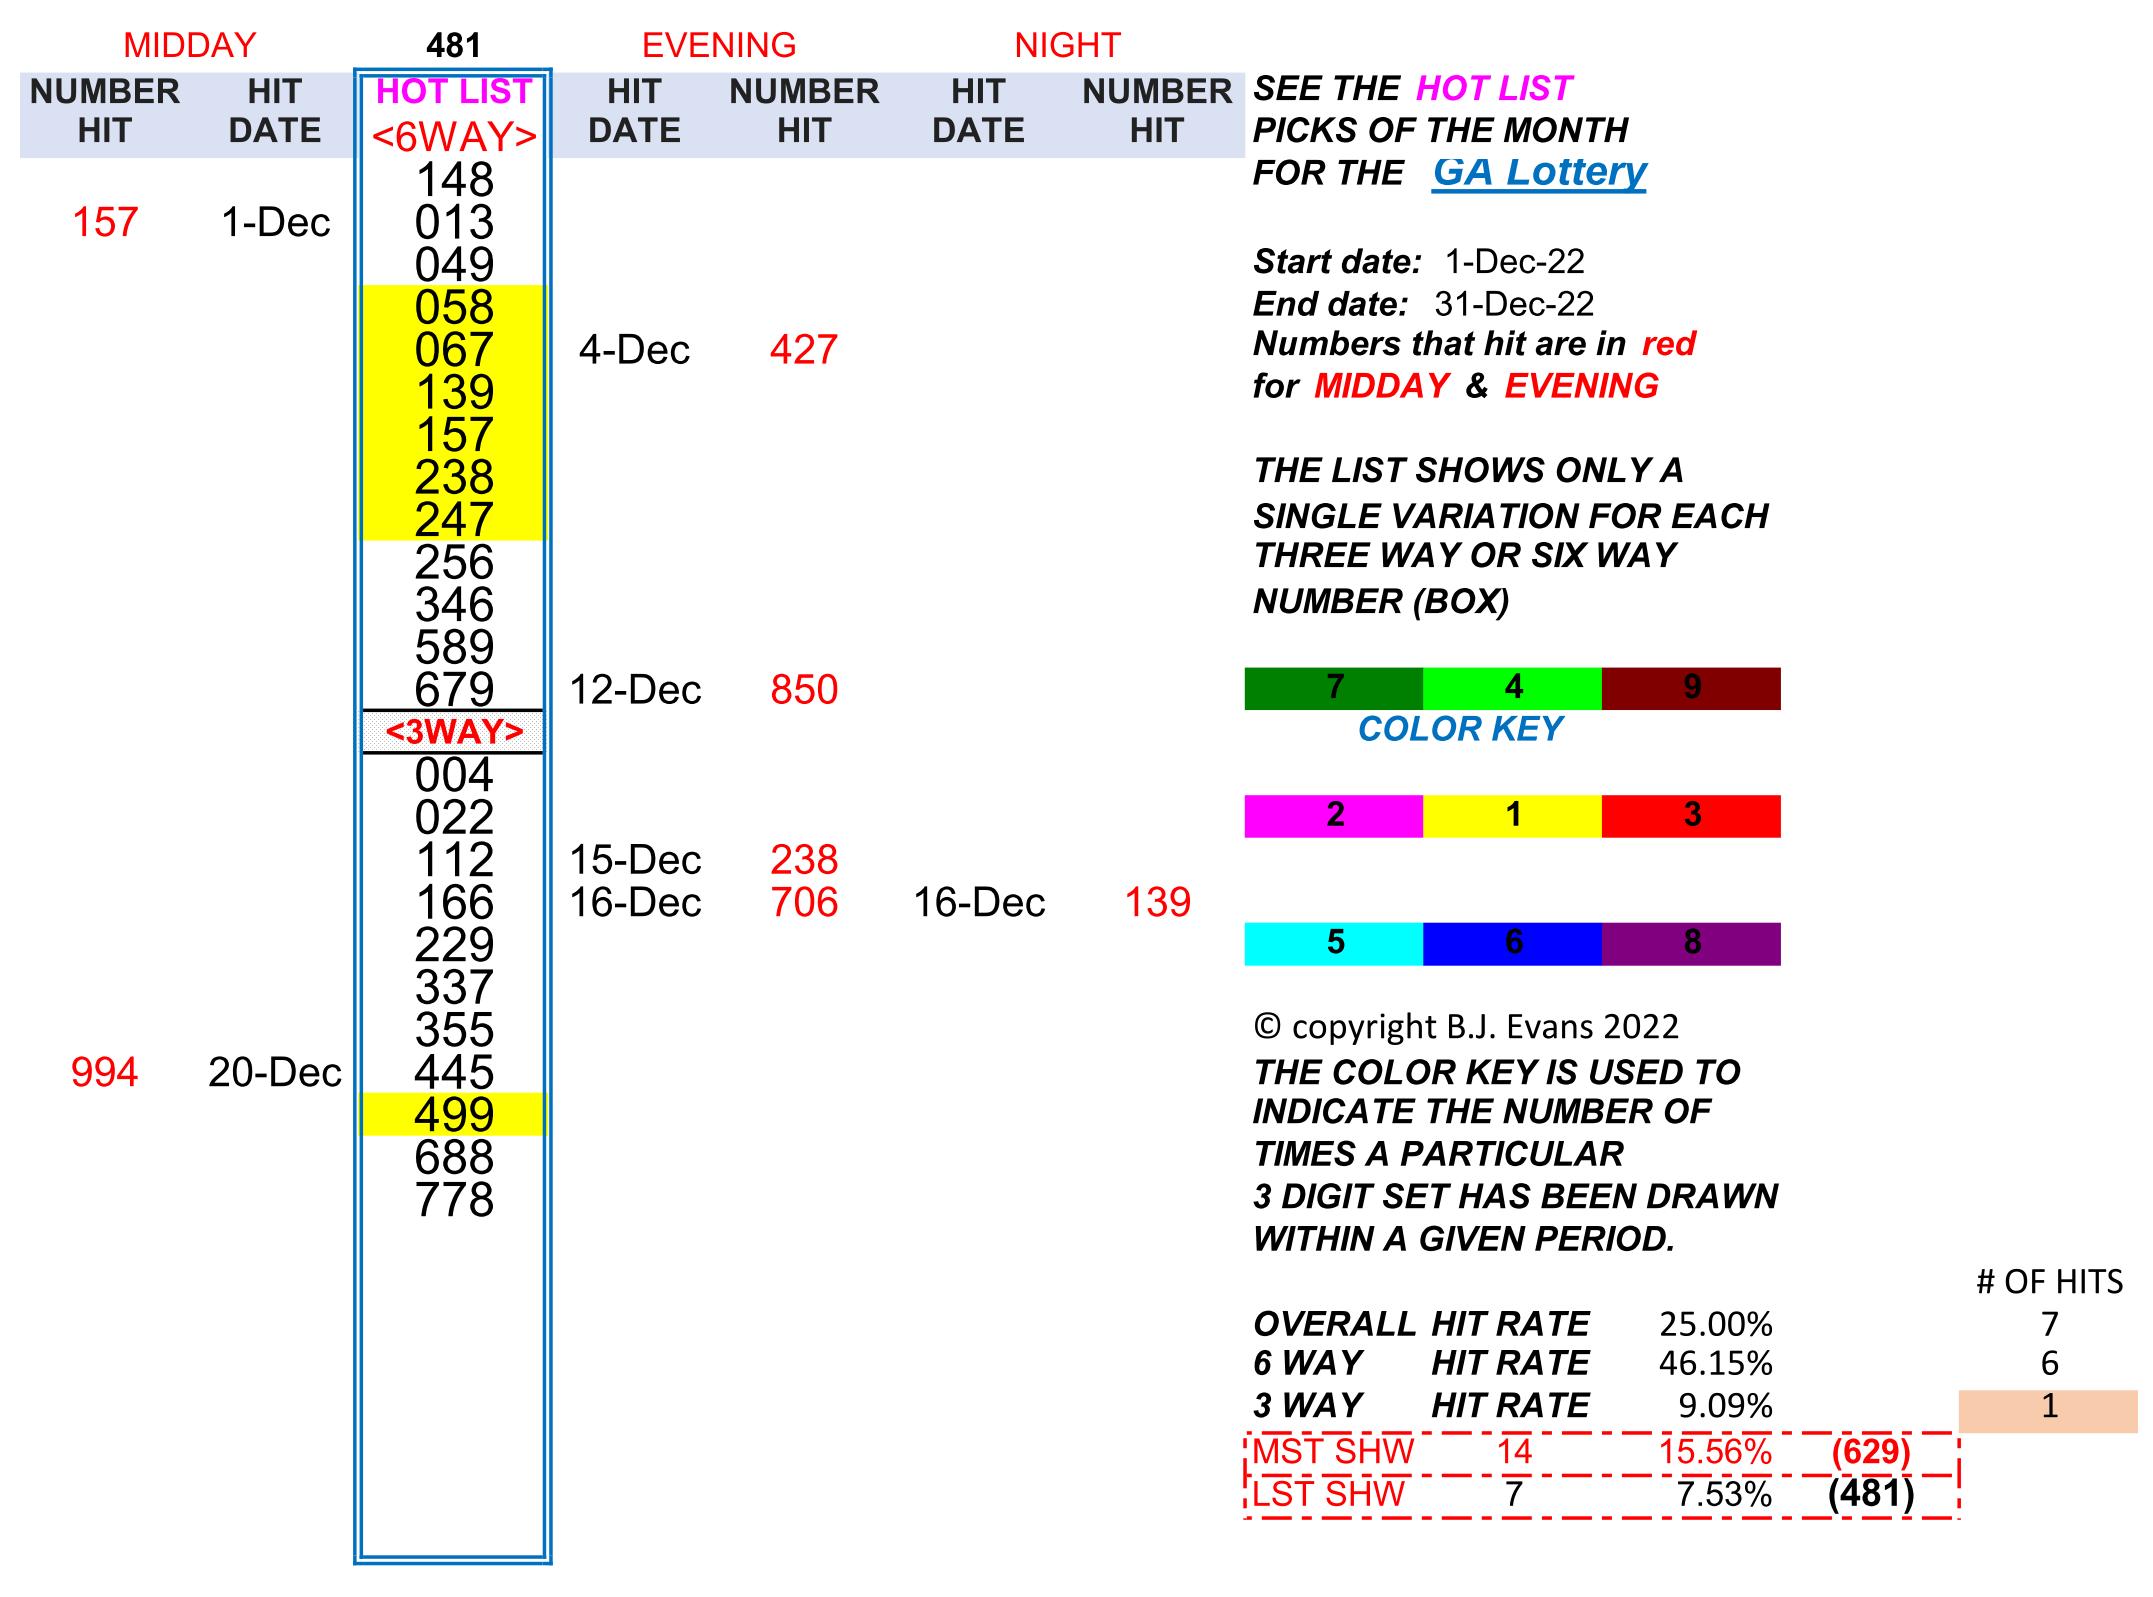 MIDDAY 481 EVENING NIGHT
NUMBER HIT HOT LIST HIT NUMBER HIT NUMBER SEE THE HOT LIST
HIT DATE <6WAY> DATE HIT DATE HIT PICKS OF THE MONTH
148 FOR THE GA Lottery
157 1-Dec 013
049 Start date: 1-Dec-22
058 End date: 31-Dec-22
067 4-Dec 427 Numbers that hit are in red
139 for MIDDAY & EVENING
157
238 THE LIST SHOWS ONLY A
247 SINGLE VARIATION FOR EACH
256 THREE WAY OR SIX WAY
346 NUMBER (BOX)
589
679 12-Dec 850 7 4 9
<3WAY> COLOR KEY
004
022 2 1 3
112 15-Dec 238
166 16-Dec 706 16-Dec 139
229 5 6 8
337
355 © copyright B.J. Evans 2022
994 20-Dec 445 THE COLOR KEY IS USED TO
499 INDICATE THE NUMBER OF
688 TIMES A PARTICULAR
778 3 DIGIT SET HAS BEEN DRAWN
WITHIN A GIVEN PERIOD.
# OF HITS
OVERALL HIT RATE 25.00% 7
6 WAY HIT RATE 46.15% 6
3 WAY HIT RATE 9.09% 1
MST SHW 14 15.56% (629)
LST SHW 7 7.53% (481)